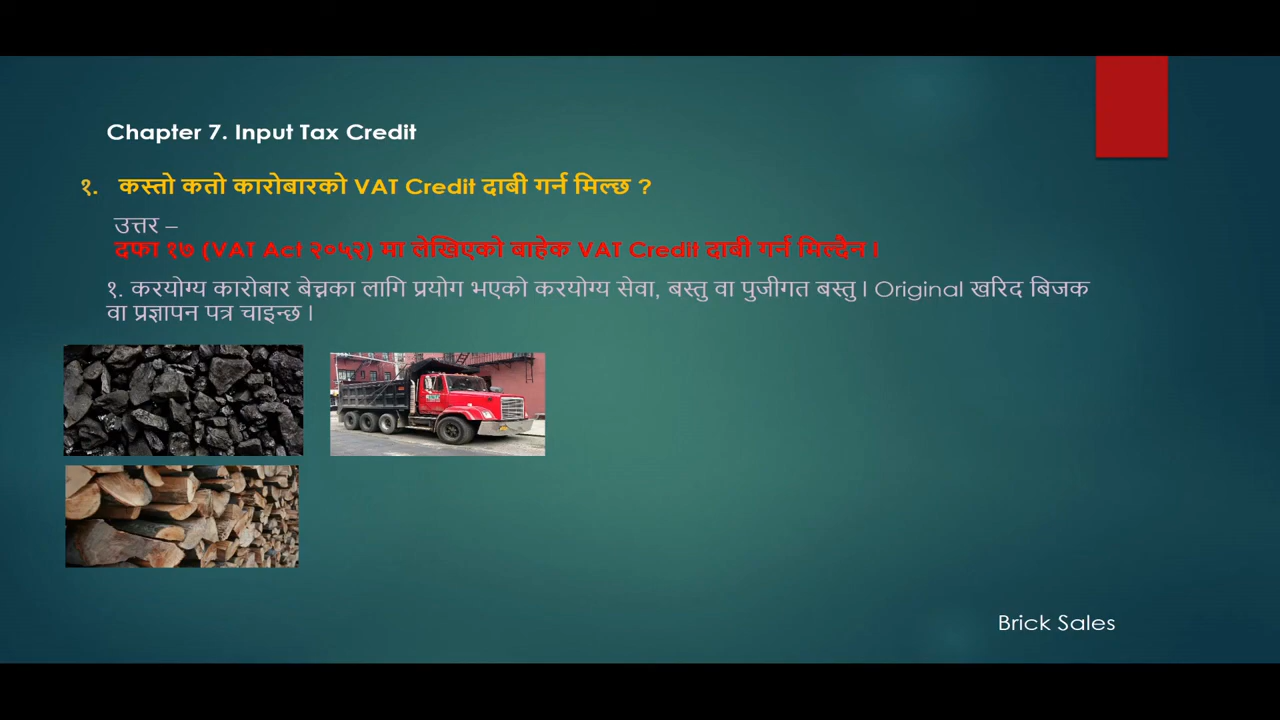 Chapter 7. Input Tax Credit
१. कस्तो कतो कारोबारको VAT Credit दाबी गर्न मिल्छ ?
उत्तर –
दफा १७ (VAT Act २०५२) मा लेखिएको बाहेक VAT Credit दाबी गर्न मिल्दैन ।
१. करयोग्य कारोबार बेच्नका लागि प्रयोग भएको करयोग्य सेवा, बस्तु वा पुजीगत बस्तु । Original खरिद बिजक
वा प्रज्ञापन पत्र चाइन्छ ।
Brick Sales